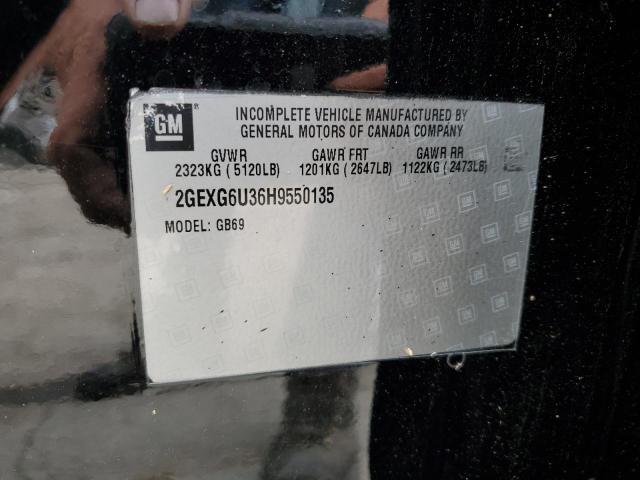 GM ®
INCOMPLETE VEHICLE MANUFACTURED BY
GENERAL MOTORS OF CANADA COMPANY
GVWR GAWR FRT GAWR RR
2323KG ( 5120LB) 1201KG ( 2647LB) 1122KG ( 2473LB)
2GEXG6U36H9550135
MODEL: GB69